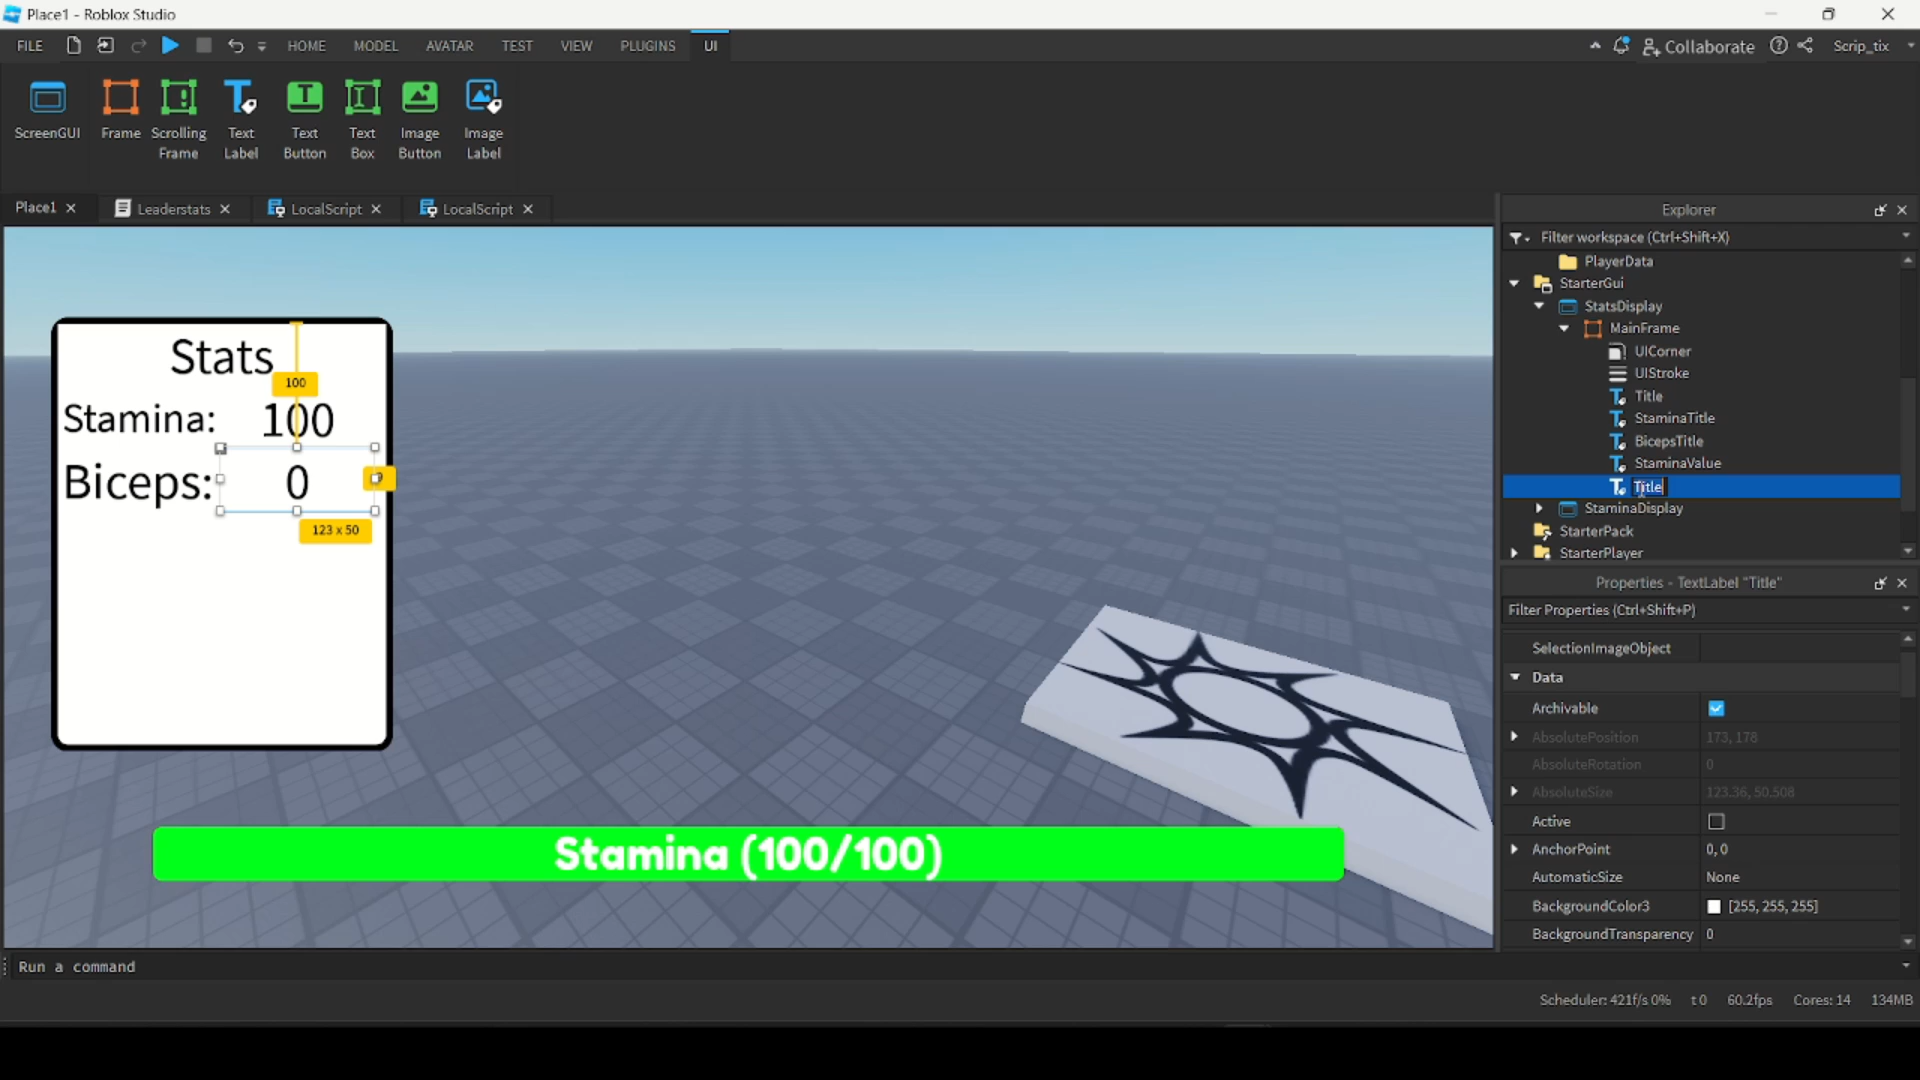 Place1 - Roblox Studio
FILE HOME MODEL AVATAR TEST VIEW PLUGINS UI Collaborate Scrip_tix
ScreenGUI
Frame
Scrolling
Frame
Text
Label
Text
Button
Text
Box
Image
Button
Image
Label
Place1 Leaderstats LocalScript LocalScript
Stats
100
Stamina: 100
Biceps: 0
123 x 50
Stamina (100/100)
Explorer
Filter workspace (Ctrl+Shift+X)
PlayerData
StarterGui
StatsDisplay
MainFrame
UICorner
UIStroke
Title
StaminaTitle
BicepsTitle
StaminaValue
Title
StaminaDisplay
StarterPack
StarterPlayer
Properties - TextLabel "Title"
Filter Properties (Ctrl+Shift+P)
SelectionImageObject
Data
Archivable
AbsolutePosition 173, 178
AbsoluteRotation 0
AbsoluteSize 123.36, 50.508
Active
AnchorPoint 0, 0
AutomaticSize None
BackgroundColor3 [255, 255, 255]
BackgroundTransparency 0
Run a command
Scheduler: 421f/s 0% t 0 60.2fps Cores: 14 134MB